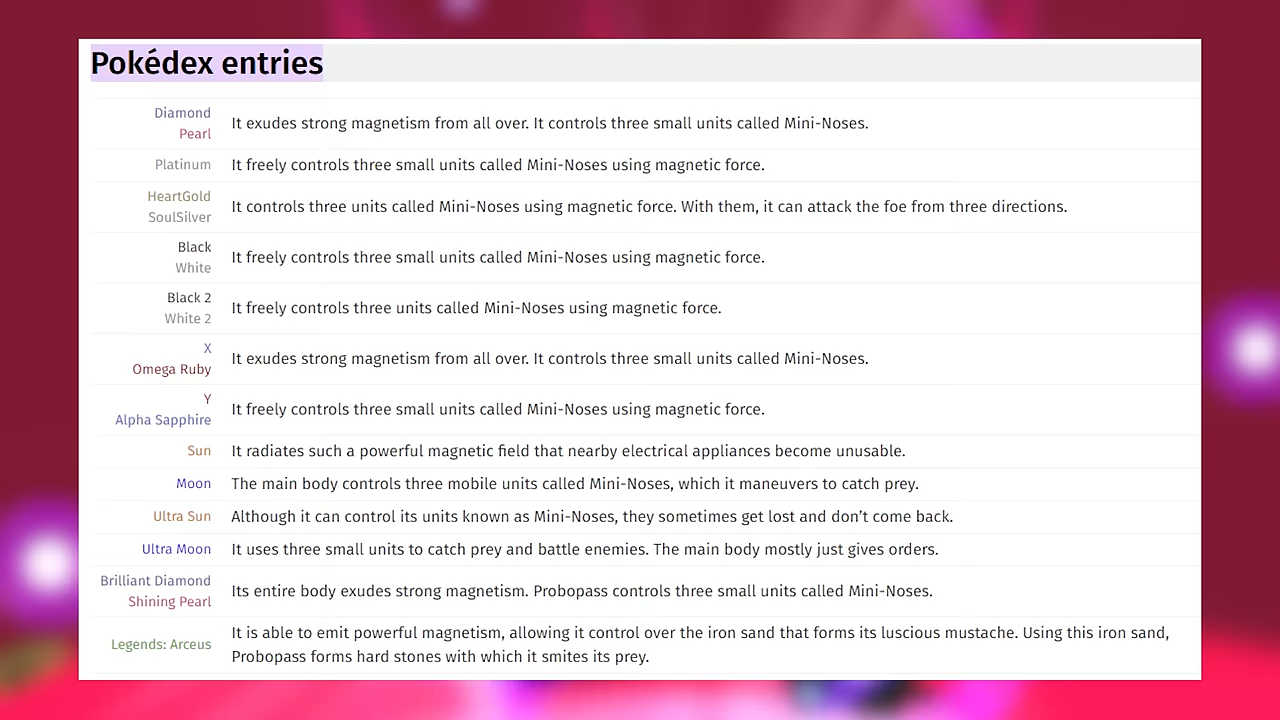 Pokédex entries
Diamond
Pearl
It exudes strong magnetism from all over. It controls three small units called Mini-Noses.
Platinum
It freely controls three small units called Mini-Noses using magnetic force.
HeartGold
SoulSilver
It controls three units called Mini-Noses using magnetic force. With them, it can attack the foe from three directions.
Black
White
It freely controls three small units called Mini-Noses using magnetic force.
Black 2
White 2
It freely controls three units called Mini-Noses using magnetic force.
X
Omega Ruby
It exudes strong magnetism from all over. It controls three small units called Mini-Noses.
Y
Alpha Sapphire
It freely controls three small units called Mini-Noses using magnetic force.
Sun
It radiates such a powerful magnetic field that nearby electrical appliances become unusable.
Moon
The main body controls three mobile units called Mini-Noses, which it maneuvers to catch prey.
Ultra Sun
Although it can control its units known as Mini-Noses, they sometimes get lost and don’t come back.
Ultra Moon
It uses three small units to catch prey and battle enemies. The main body mostly just gives orders.
Brilliant Diamond
Shining Pearl
Its entire body exudes strong magnetism. Probopass controls three small units called Mini-Noses.
Legends: Arceus
It is able to emit powerful magnetism, allowing it control over the iron sand that forms its luscious mustache. Using this iron sand,
Probopass forms hard stones with which it smites its prey.